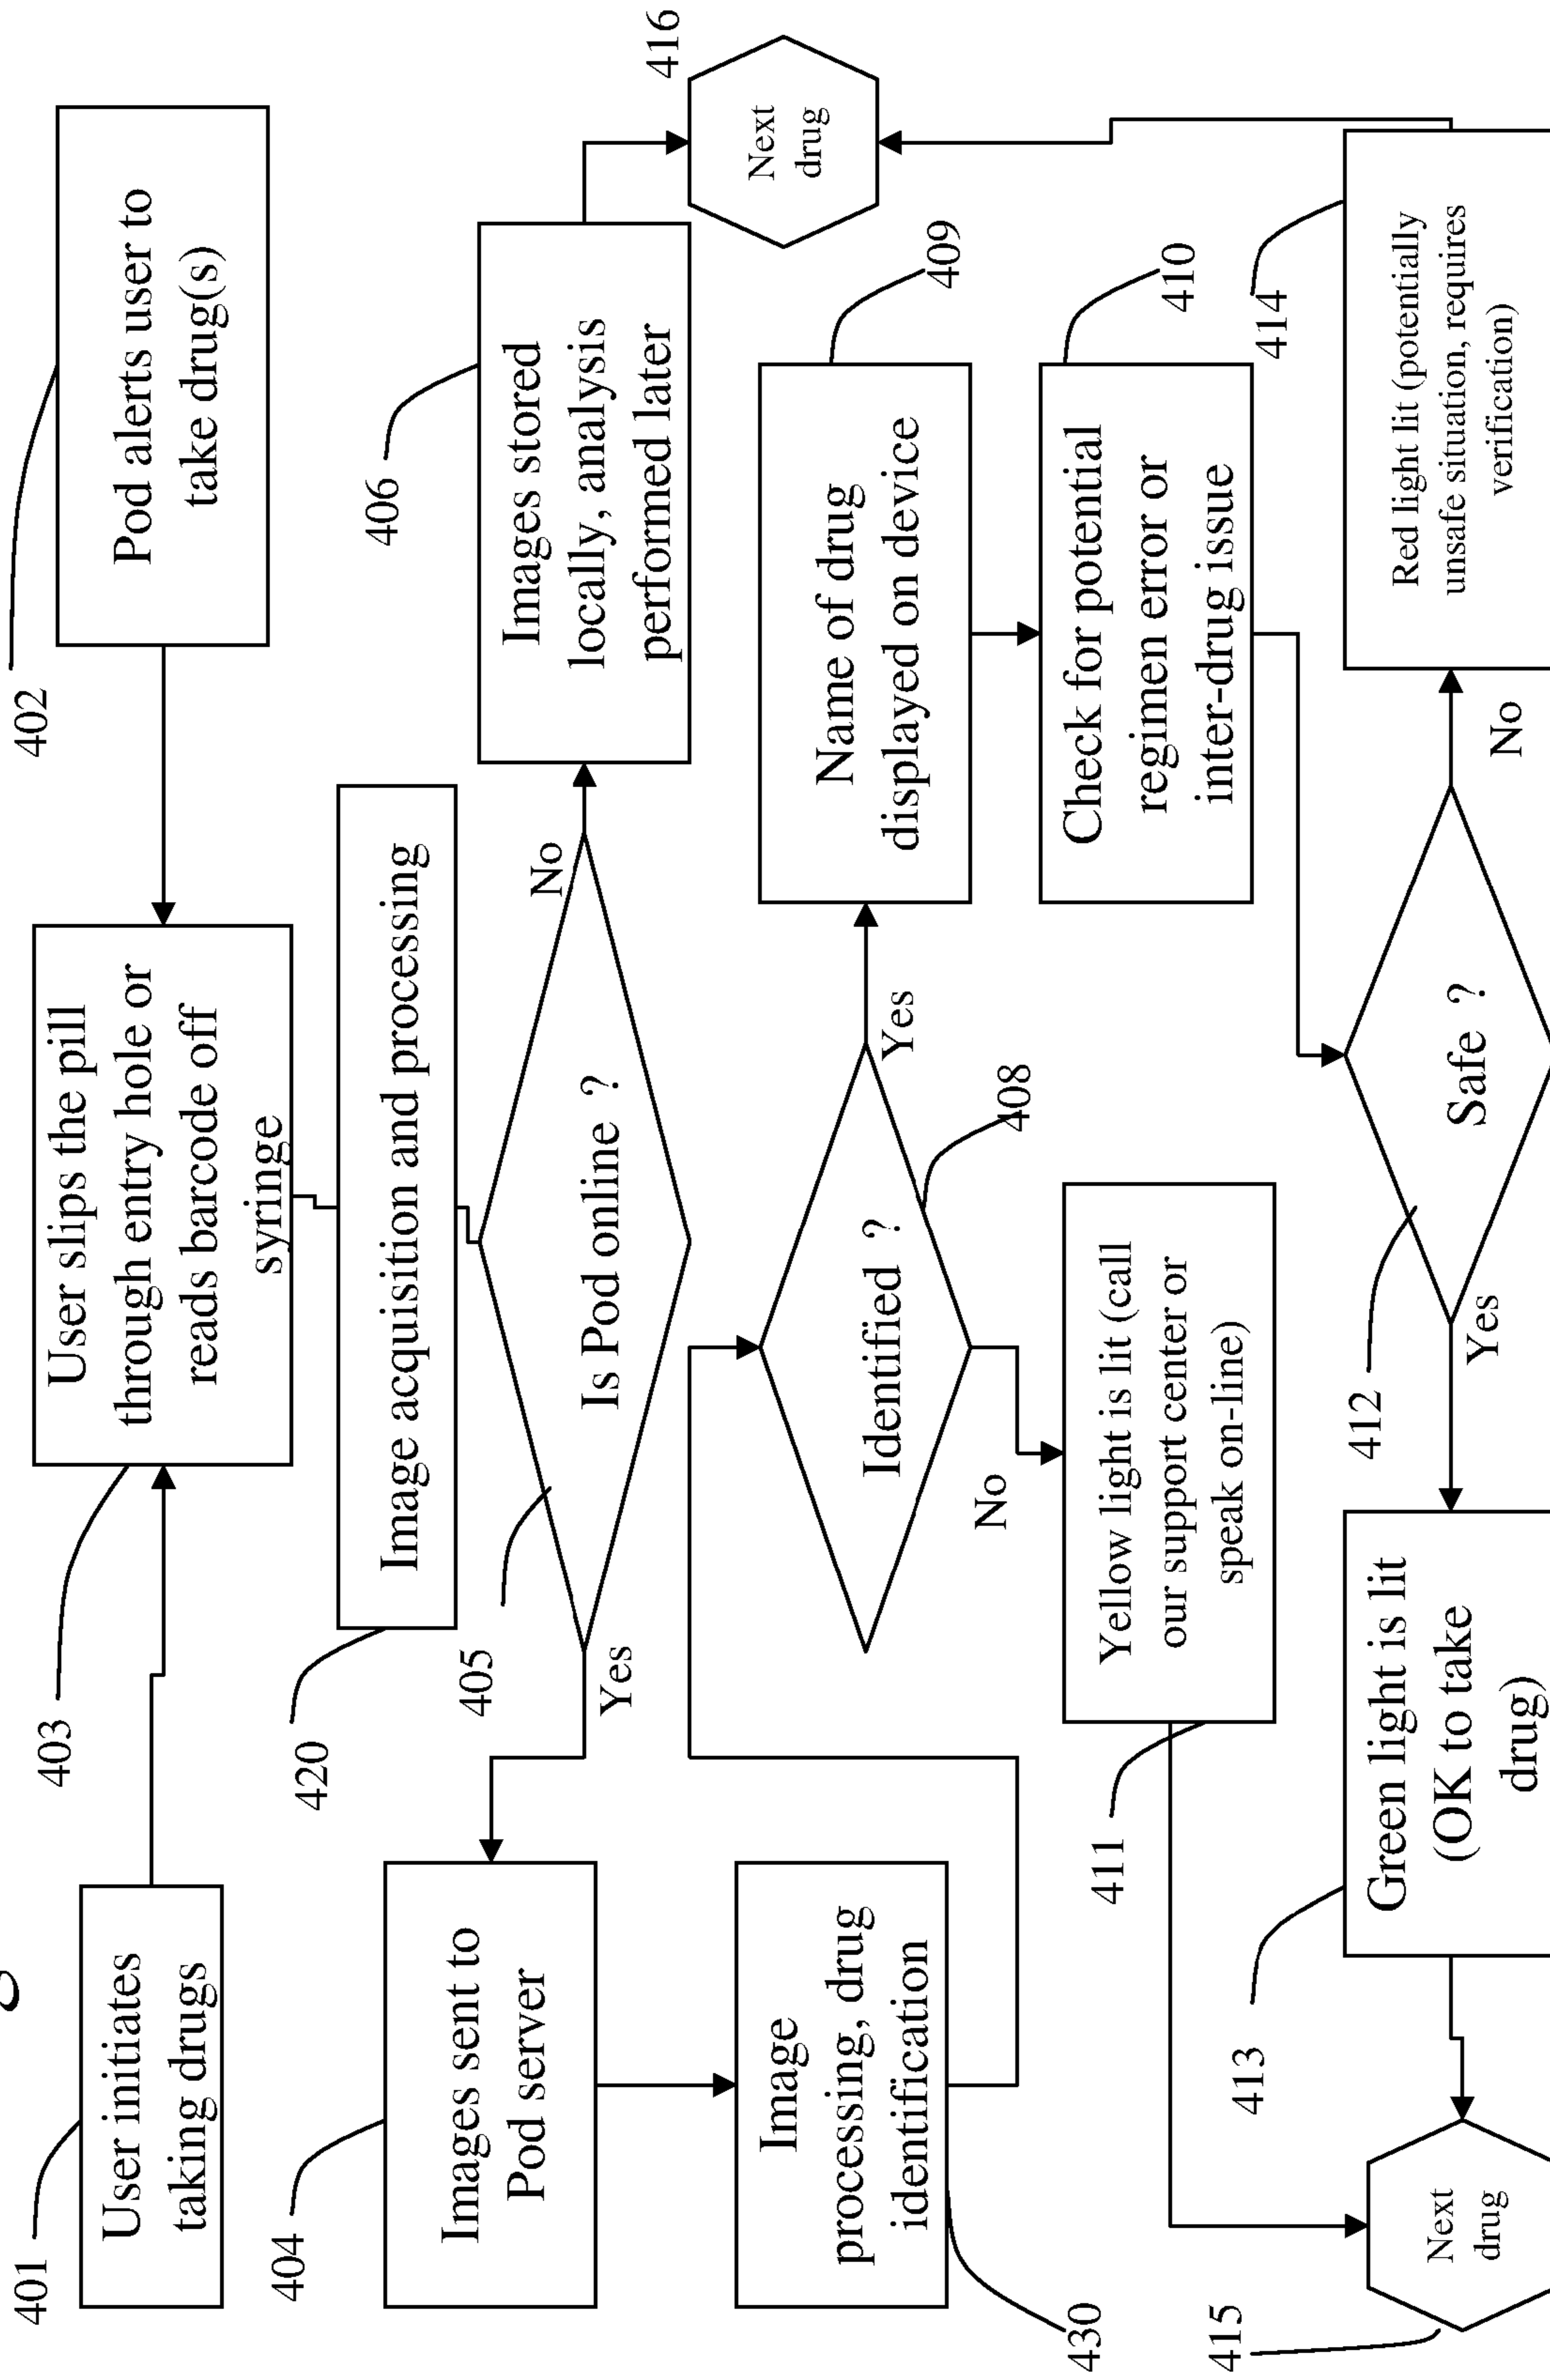 401
User initiates
taking drugs
403
User slips the pill
through entry hole or
reads barcode off
syringe
402
Pod alerts user to
take drug(s)
420
Image acquisition and processing
404
Images sent to
Pod server
405
Is Pod online ?
Yes
No
406
Images stored
locally, analysis
performed later
416
Next
drug
430
Image
processing, drug
identification
408
Identified ?
Yes
No
409
Name of drug
displayed on device
410
Check for potential
regimen error or
inter-drug issue
411
Yellow light is lit (call
our support center or
speak on-line)
415
Next
drug
413
Green light is lit
(OK to take
drug)
412
Safe ?
Yes
No
414
Red light lit (potentially
unsafe situation, requires
verification)